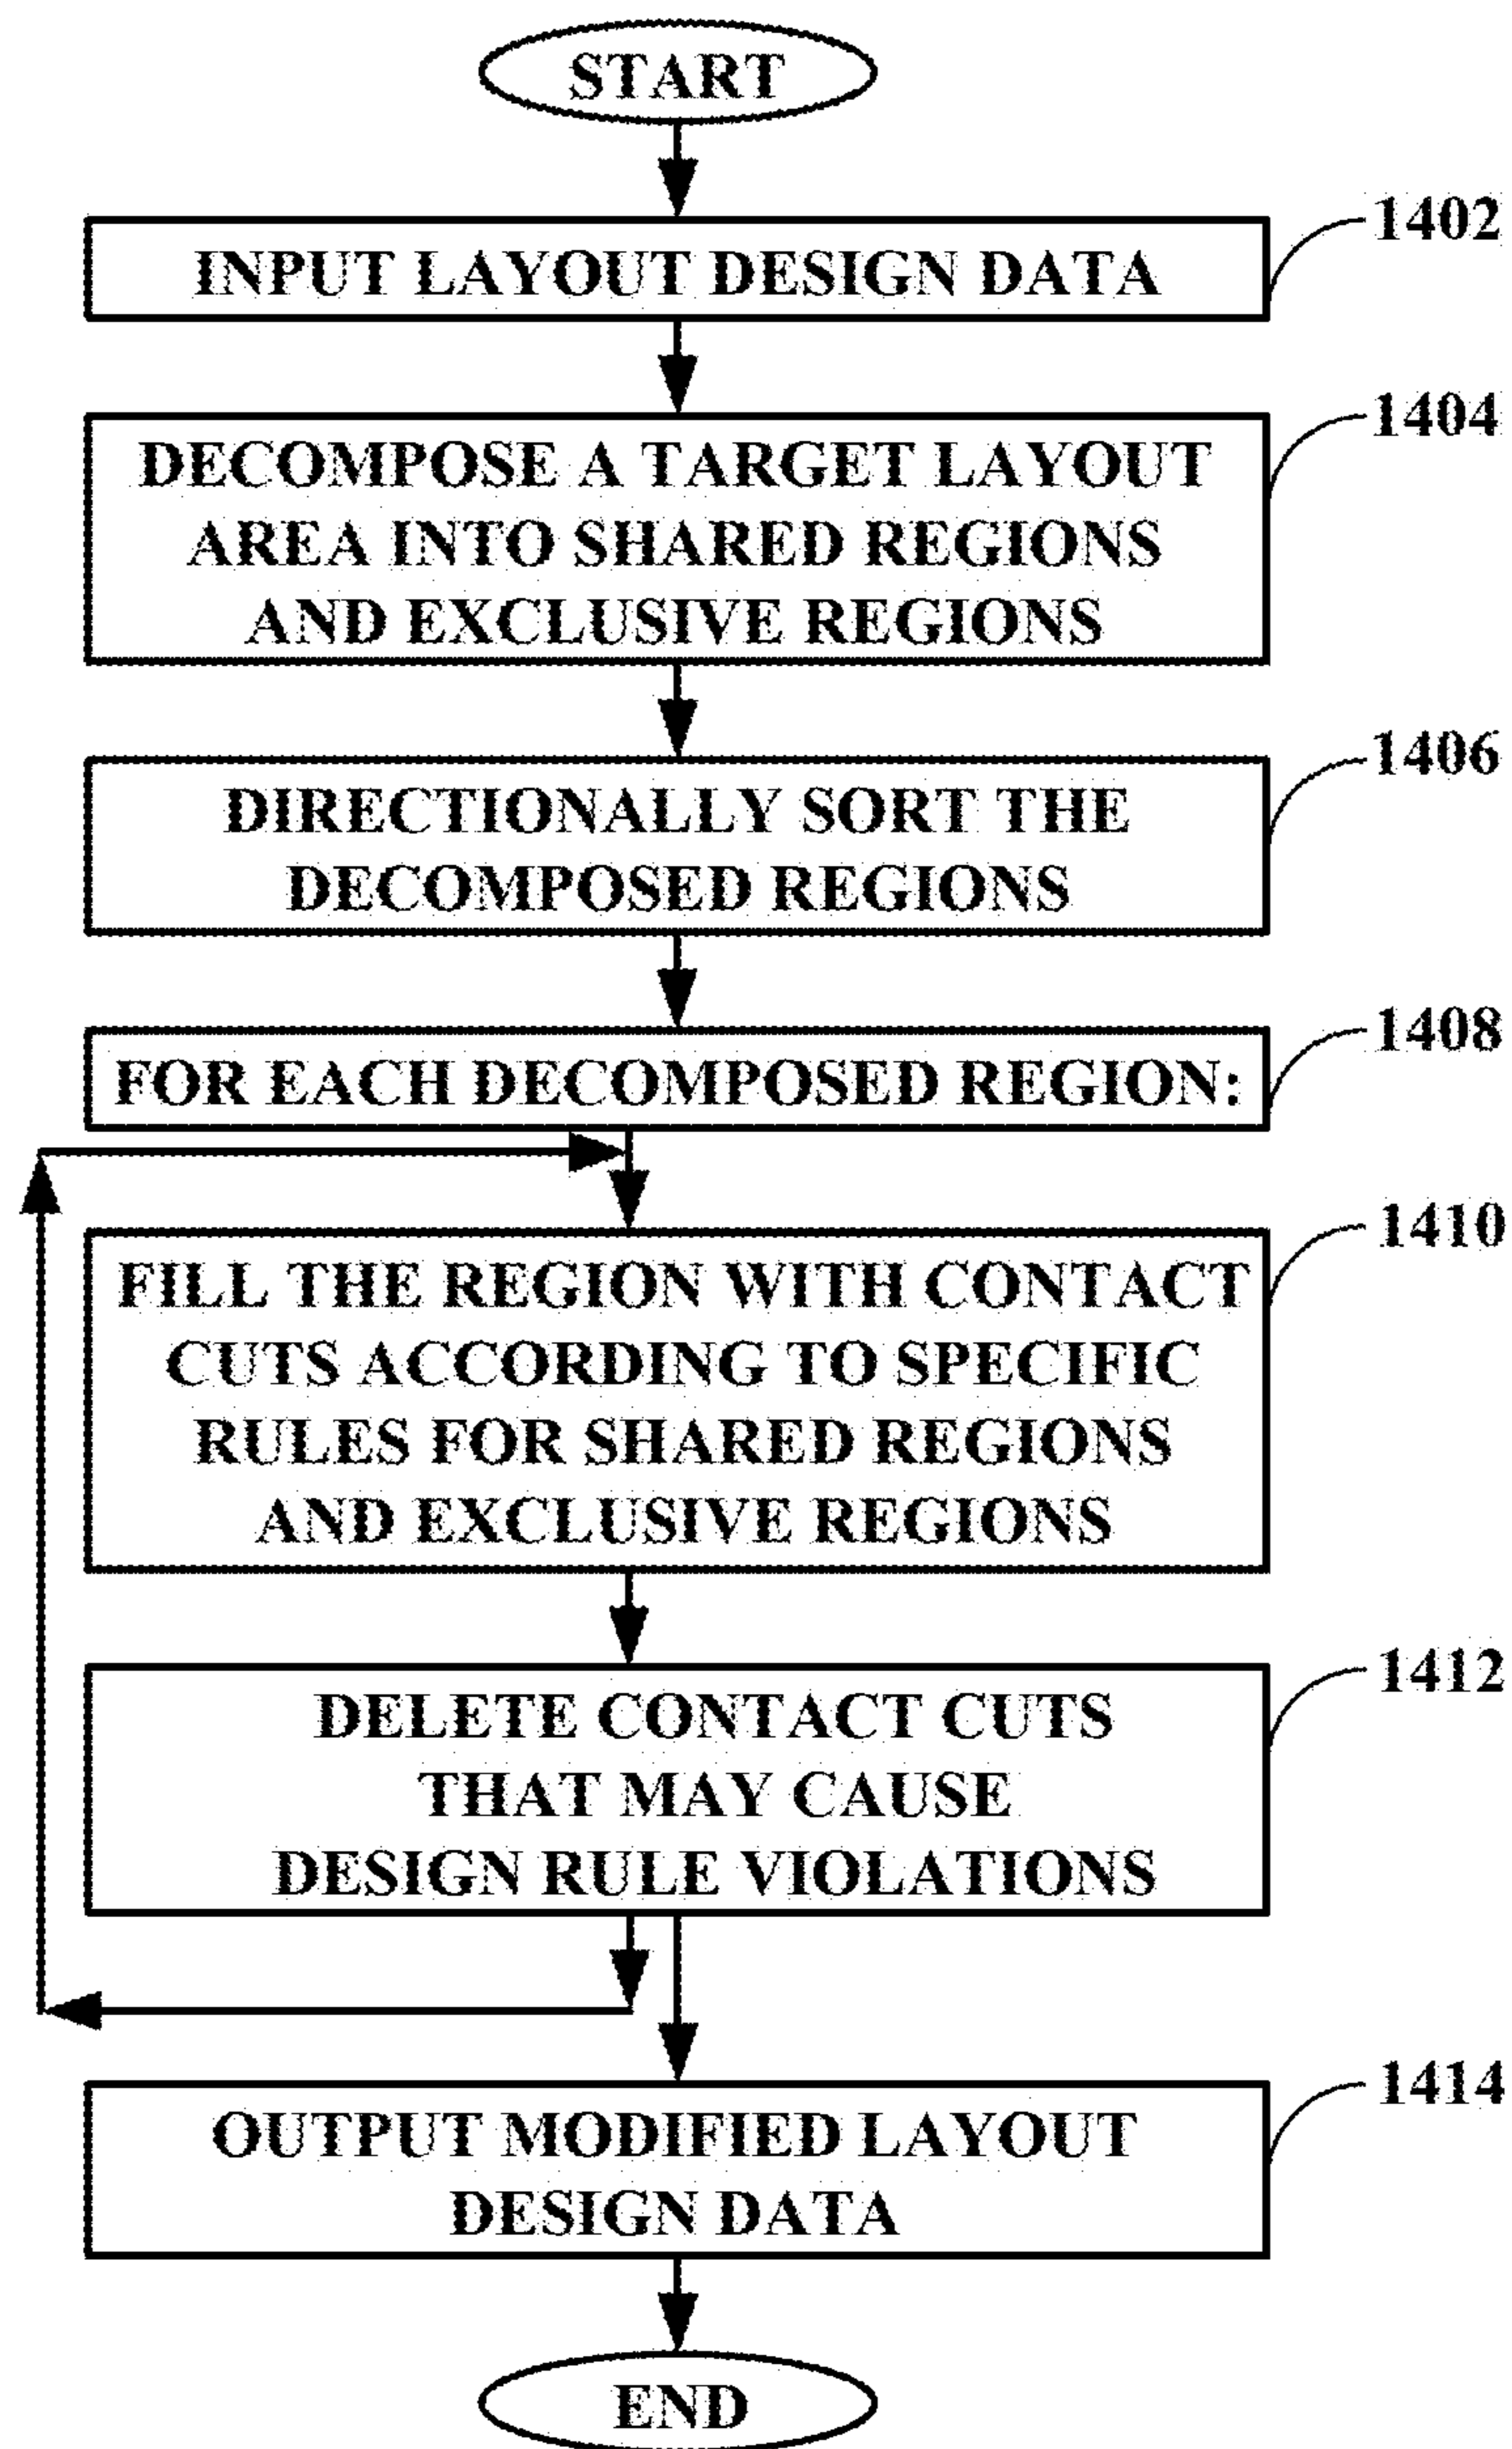 START
1402
INPUT LAYOUT DESIGN DATA
1404
DECOMPOSE A TARGET LAYOUT
AREA INTO SHARED REGIONS
AND EXCLUSIVE REGIONS
1406
DIRECTIONALLY SORT THE
DECOMPOSED REGIONS
1408
FOR EACH DECOMPOSED REGION:
1410
FILL THE REGION WITH CONTACT
CUTS ACCORDING TO SPECIFIC
RULES FOR SHARED REGIONS
AND EXCLUSIVE REGIONS
1412
DELETE CONTACT CUTS
THAT MAY CAUSE
DESIGN RULE VIOLATIONS
1414
OUTPUT MODIFIED LAYOUT
DESIGN DATA
END